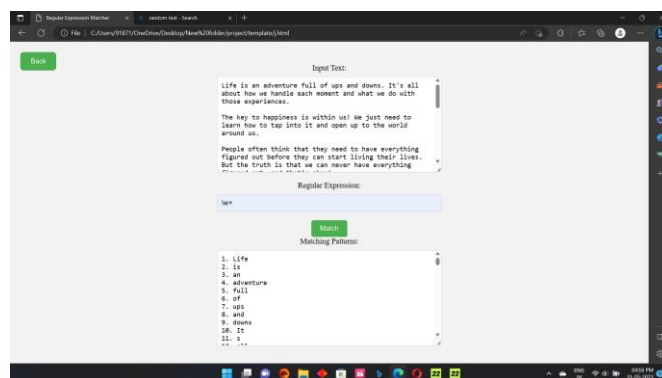 Regular Expression Matcher
random text - Search
File | C:/Users/91871/OneDrive/Desktop/New%20folder/project/template/j.html
Back
Input Text:
Life is an adventure full of ups and downs. It's all
about how we handle each moment and what we do with
those experiences.
The key to happiness is within us! We just need to
learn how to tap into it and open up to the world
around us.
People often think that they need to have everything
figured out before they can start living their lives.
But the truth is that we can never have everything
Regular Expression:
\w+
Match
Matching Patterns:
1. Life
2. is
3. an
4. adventure
5. full
6. of
7. ups
8. and
9. downs
10. It
11. s
22
22
ENG